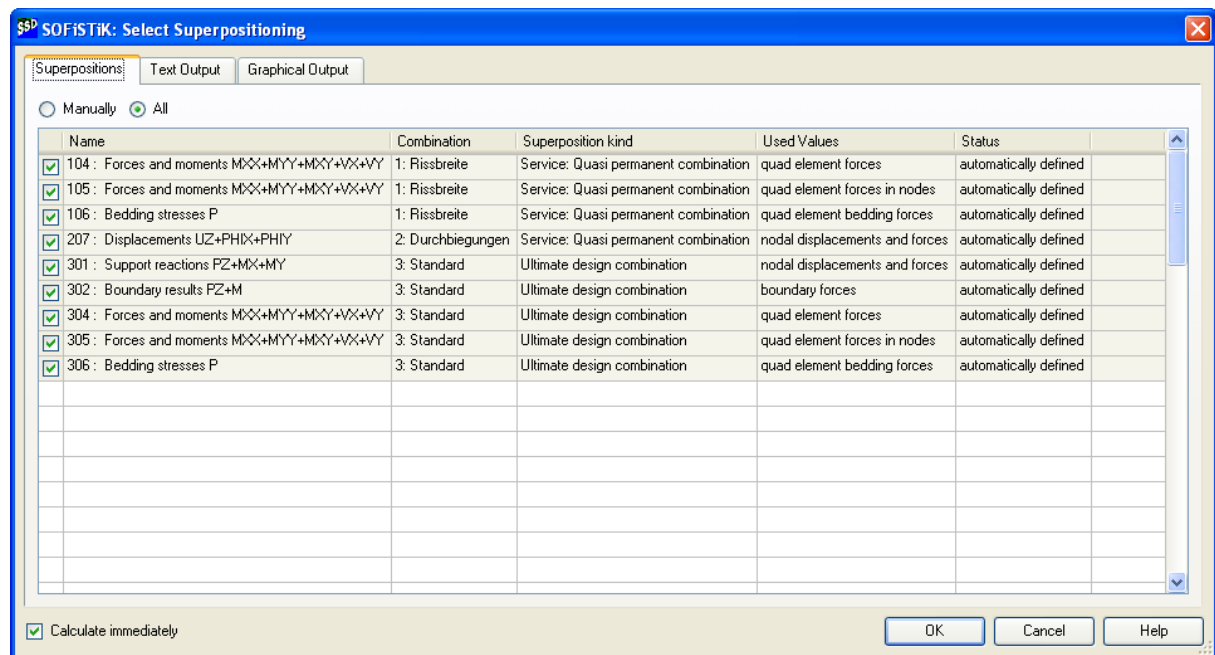 SSD SOFiSTiK: Select Superpositioning
Superpositions Text Output Graphical Output
Manually All
Name Combination Superposition kind Used Values Status
104 : Forces and moments MXX+MYY+MXY+VX+VY 1: Rissbreite Service: Quasi permanent combination quad element forces automatically defined
105 : Forces and moments MXX+MYY+MXY+VX+VY 1: Rissbreite Service: Quasi permanent combination quad element forces in nodes automatically defined
106 : Bedding stresses P 1: Rissbreite Service: Quasi permanent combination quad element bedding forces automatically defined
207 : Displacements UZ+PHIX+PHIY 2: Durchbiegungen Service: Quasi permanent combination nodal displacements and forces automatically defined
301 : Support reactions PZ+MX+MY 3: Standard Ultimate design combination nodal displacements and forces automatically defined
302 : Boundary results PZ+M 3: Standard Ultimate design combination boundary forces automatically defined
304 : Forces and moments MXX+MYY+MXY+VX+VY 3: Standard Ultimate design combination quad element forces automatically defined
305 : Forces and moments MXX+MYY+MXY+VX+VY 3: Standard Ultimate design combination quad element forces in nodes automatically defined
306 : Bedding stresses P 3: Standard Ultimate design combination quad element bedding forces automatically defined
Calculate immediately OK Cancel Help